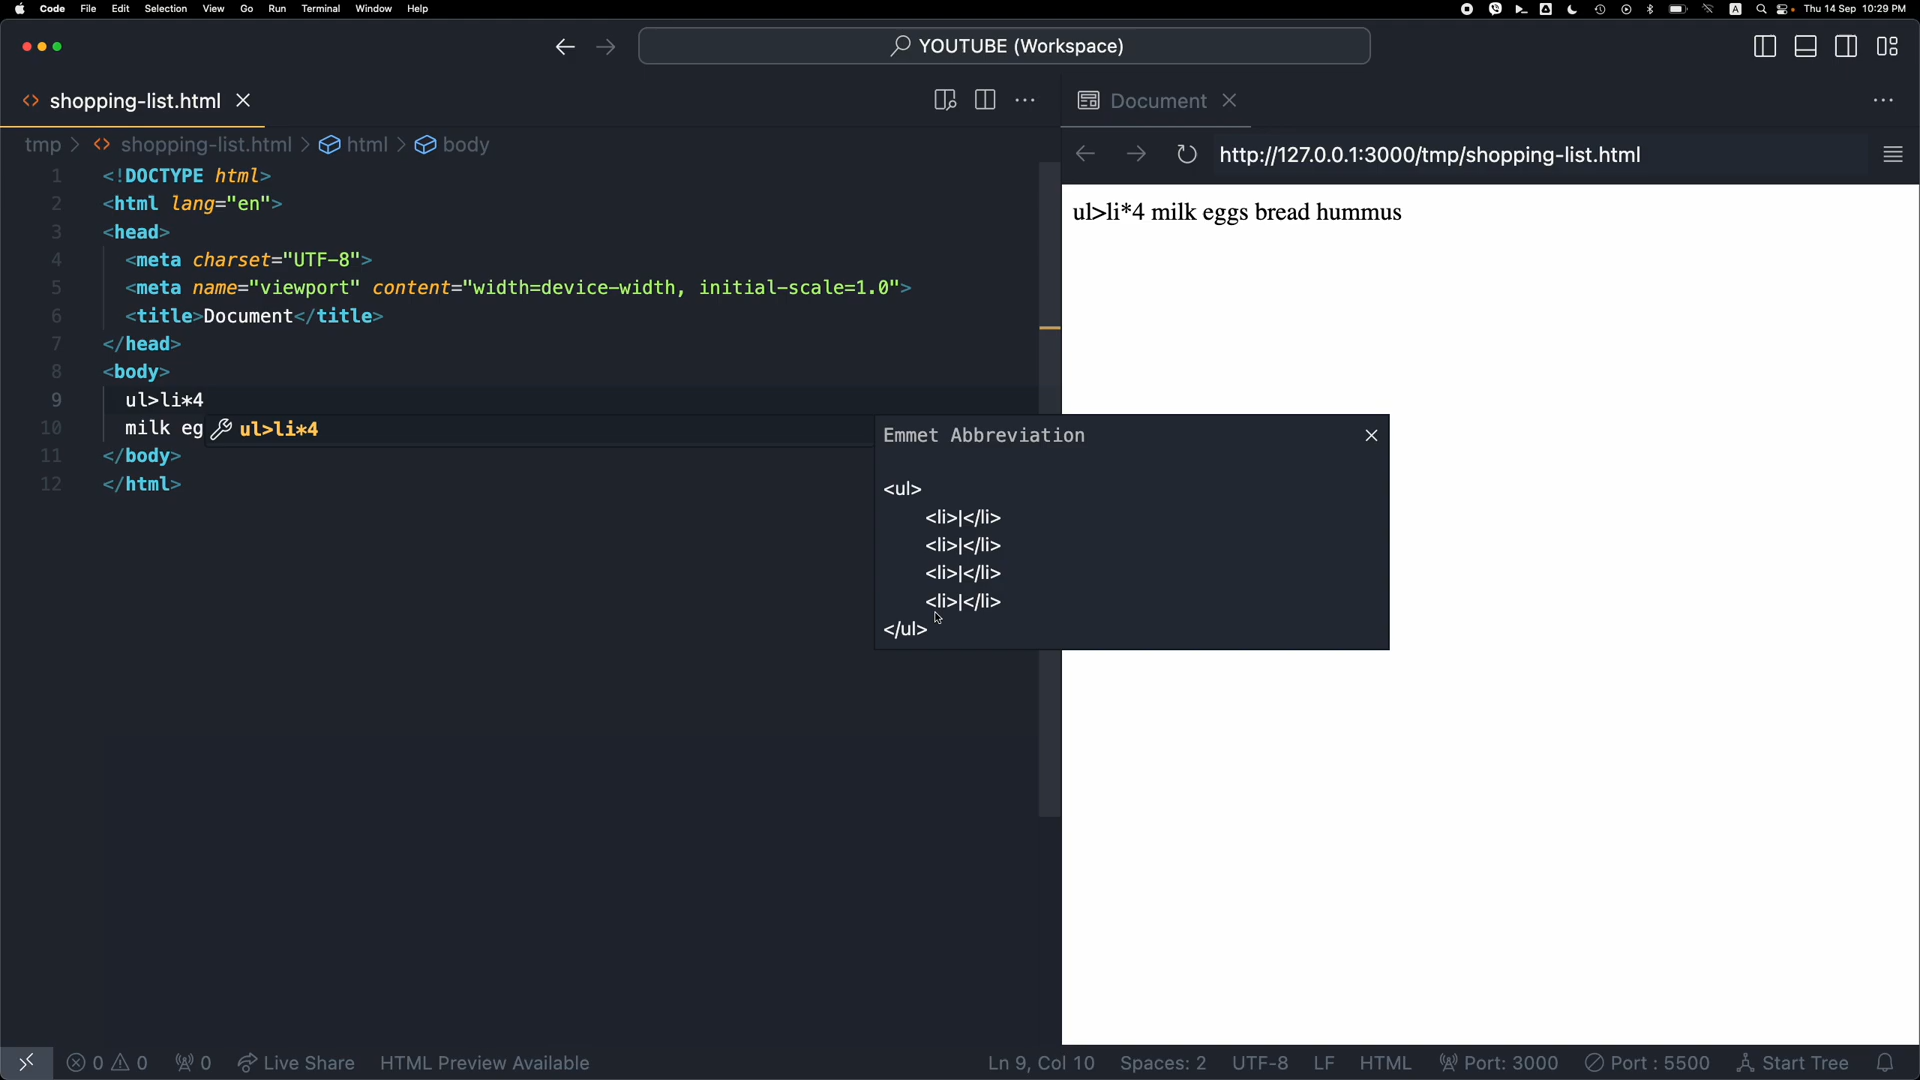 Code File Edit Selection View Go Run Terminal Window Help
A Thu 14 Sep 10:29 PM
YOUTUBE (Workspace)
shopping-list.html
tmp > shopping-list.html > html > body
1 <!DOCTYPE html>
2 <html lang="en">
3 <head>
4 <meta charset="UTF-8">
5 <meta name="viewport" content="width=device-width, initial-scale=1.0">
6 <title>Document</title>
7 </head>
8 <body>
9 ul>li*4
10 milk eg
11 </body>
12 </html>
ul>li*4
Emmet Abbreviation
<ul>
<li>|</li>
<li>|</li>
<li>|</li>
<li>|</li>
</ul>
Document
http://127.0.0.1:3000/tmp/shopping-list.html
ul>li*4 milk eggs bread hummus
0 0 0 Live Share HTML Preview Available
Ln 9, Col 10 Spaces: 2 UTF-8 LF HTML Port: 3000 Port : 5500 Start Tree